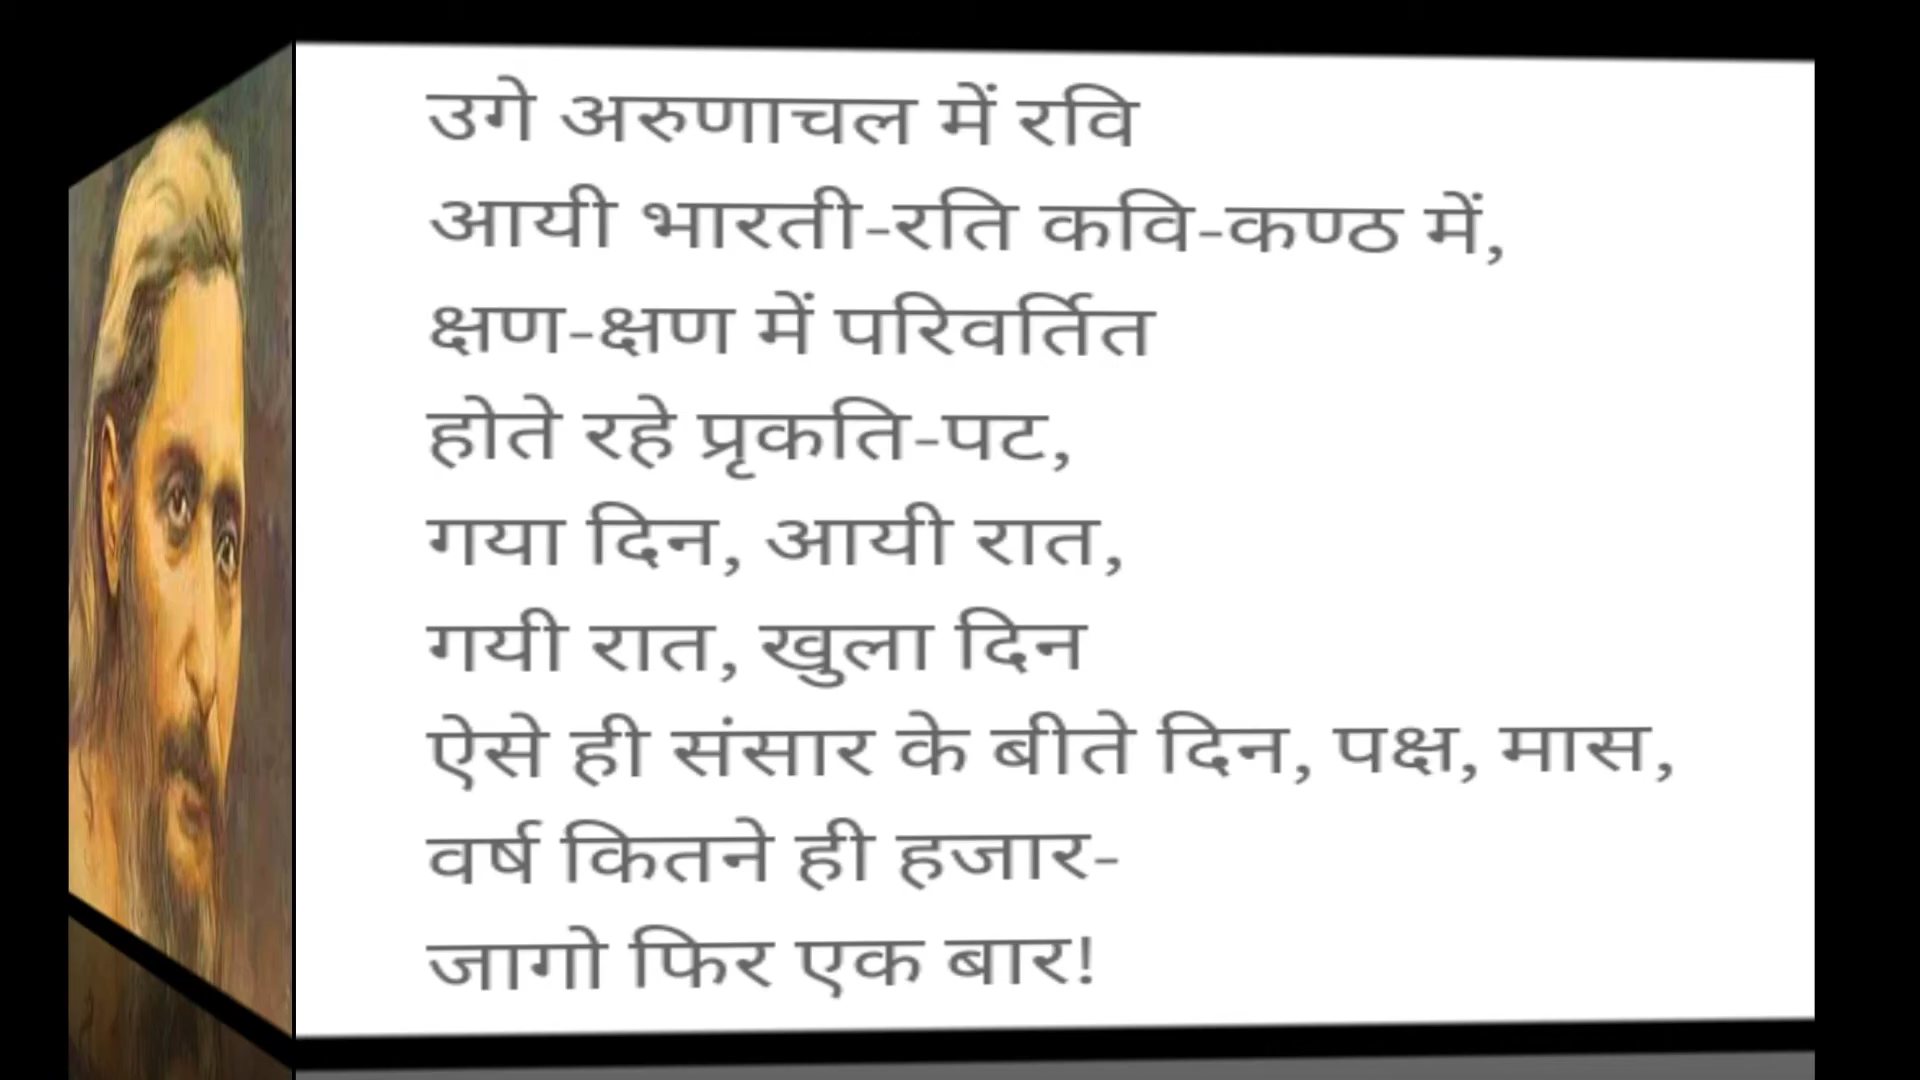 उगे अरुणाचल में रवि
आयी भारती-रति कवि-कण्ठ में,
क्षण-क्षण में परिवर्तित
होते रहे प्रृकति-पट,
गया दिन, आयी रात,
गयी रात, खुला दिन
ऐसे ही संसार के बीते दिन, पक्ष, मास,
वर्ष कितने ही हजार-
जागो फिर एक बार!